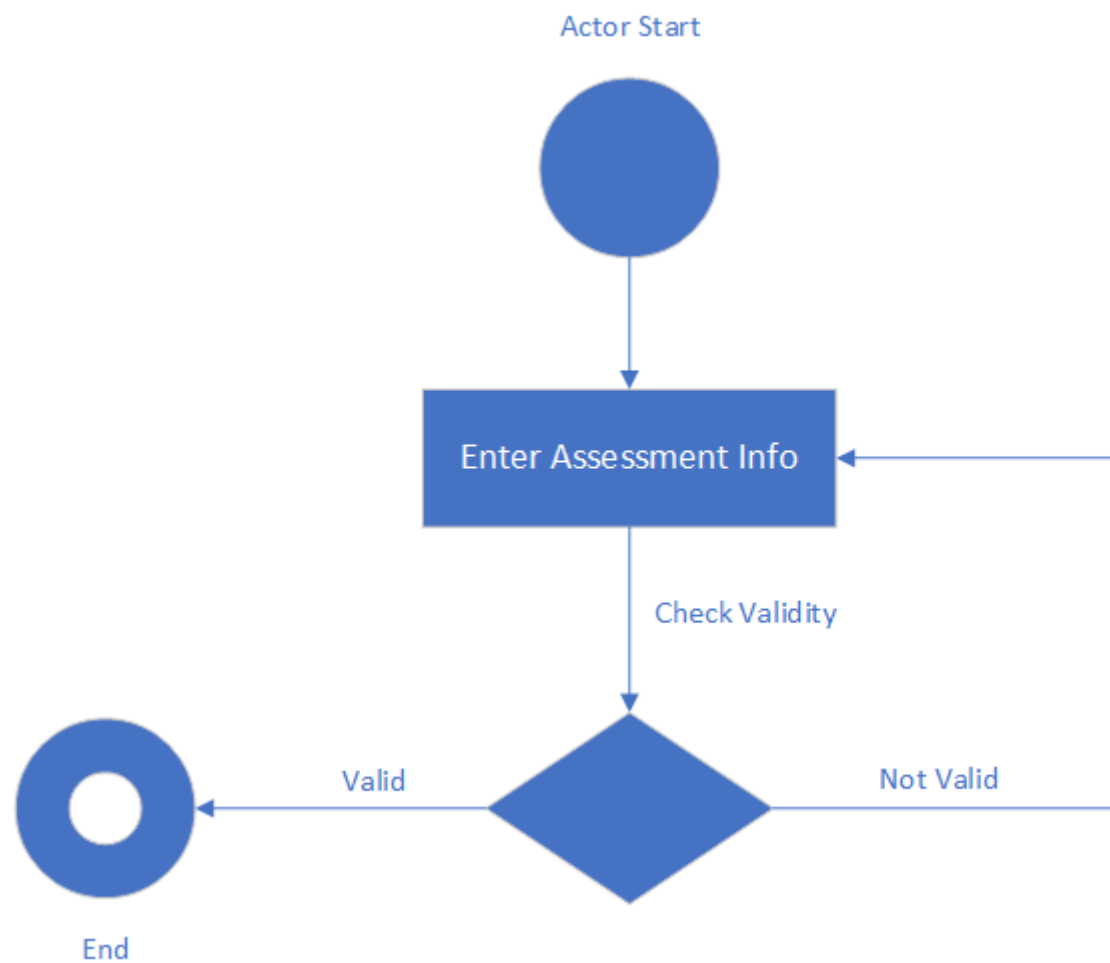 Actor Start
Enter Assessment Info
Check Validity
Valid
Not Valid
End